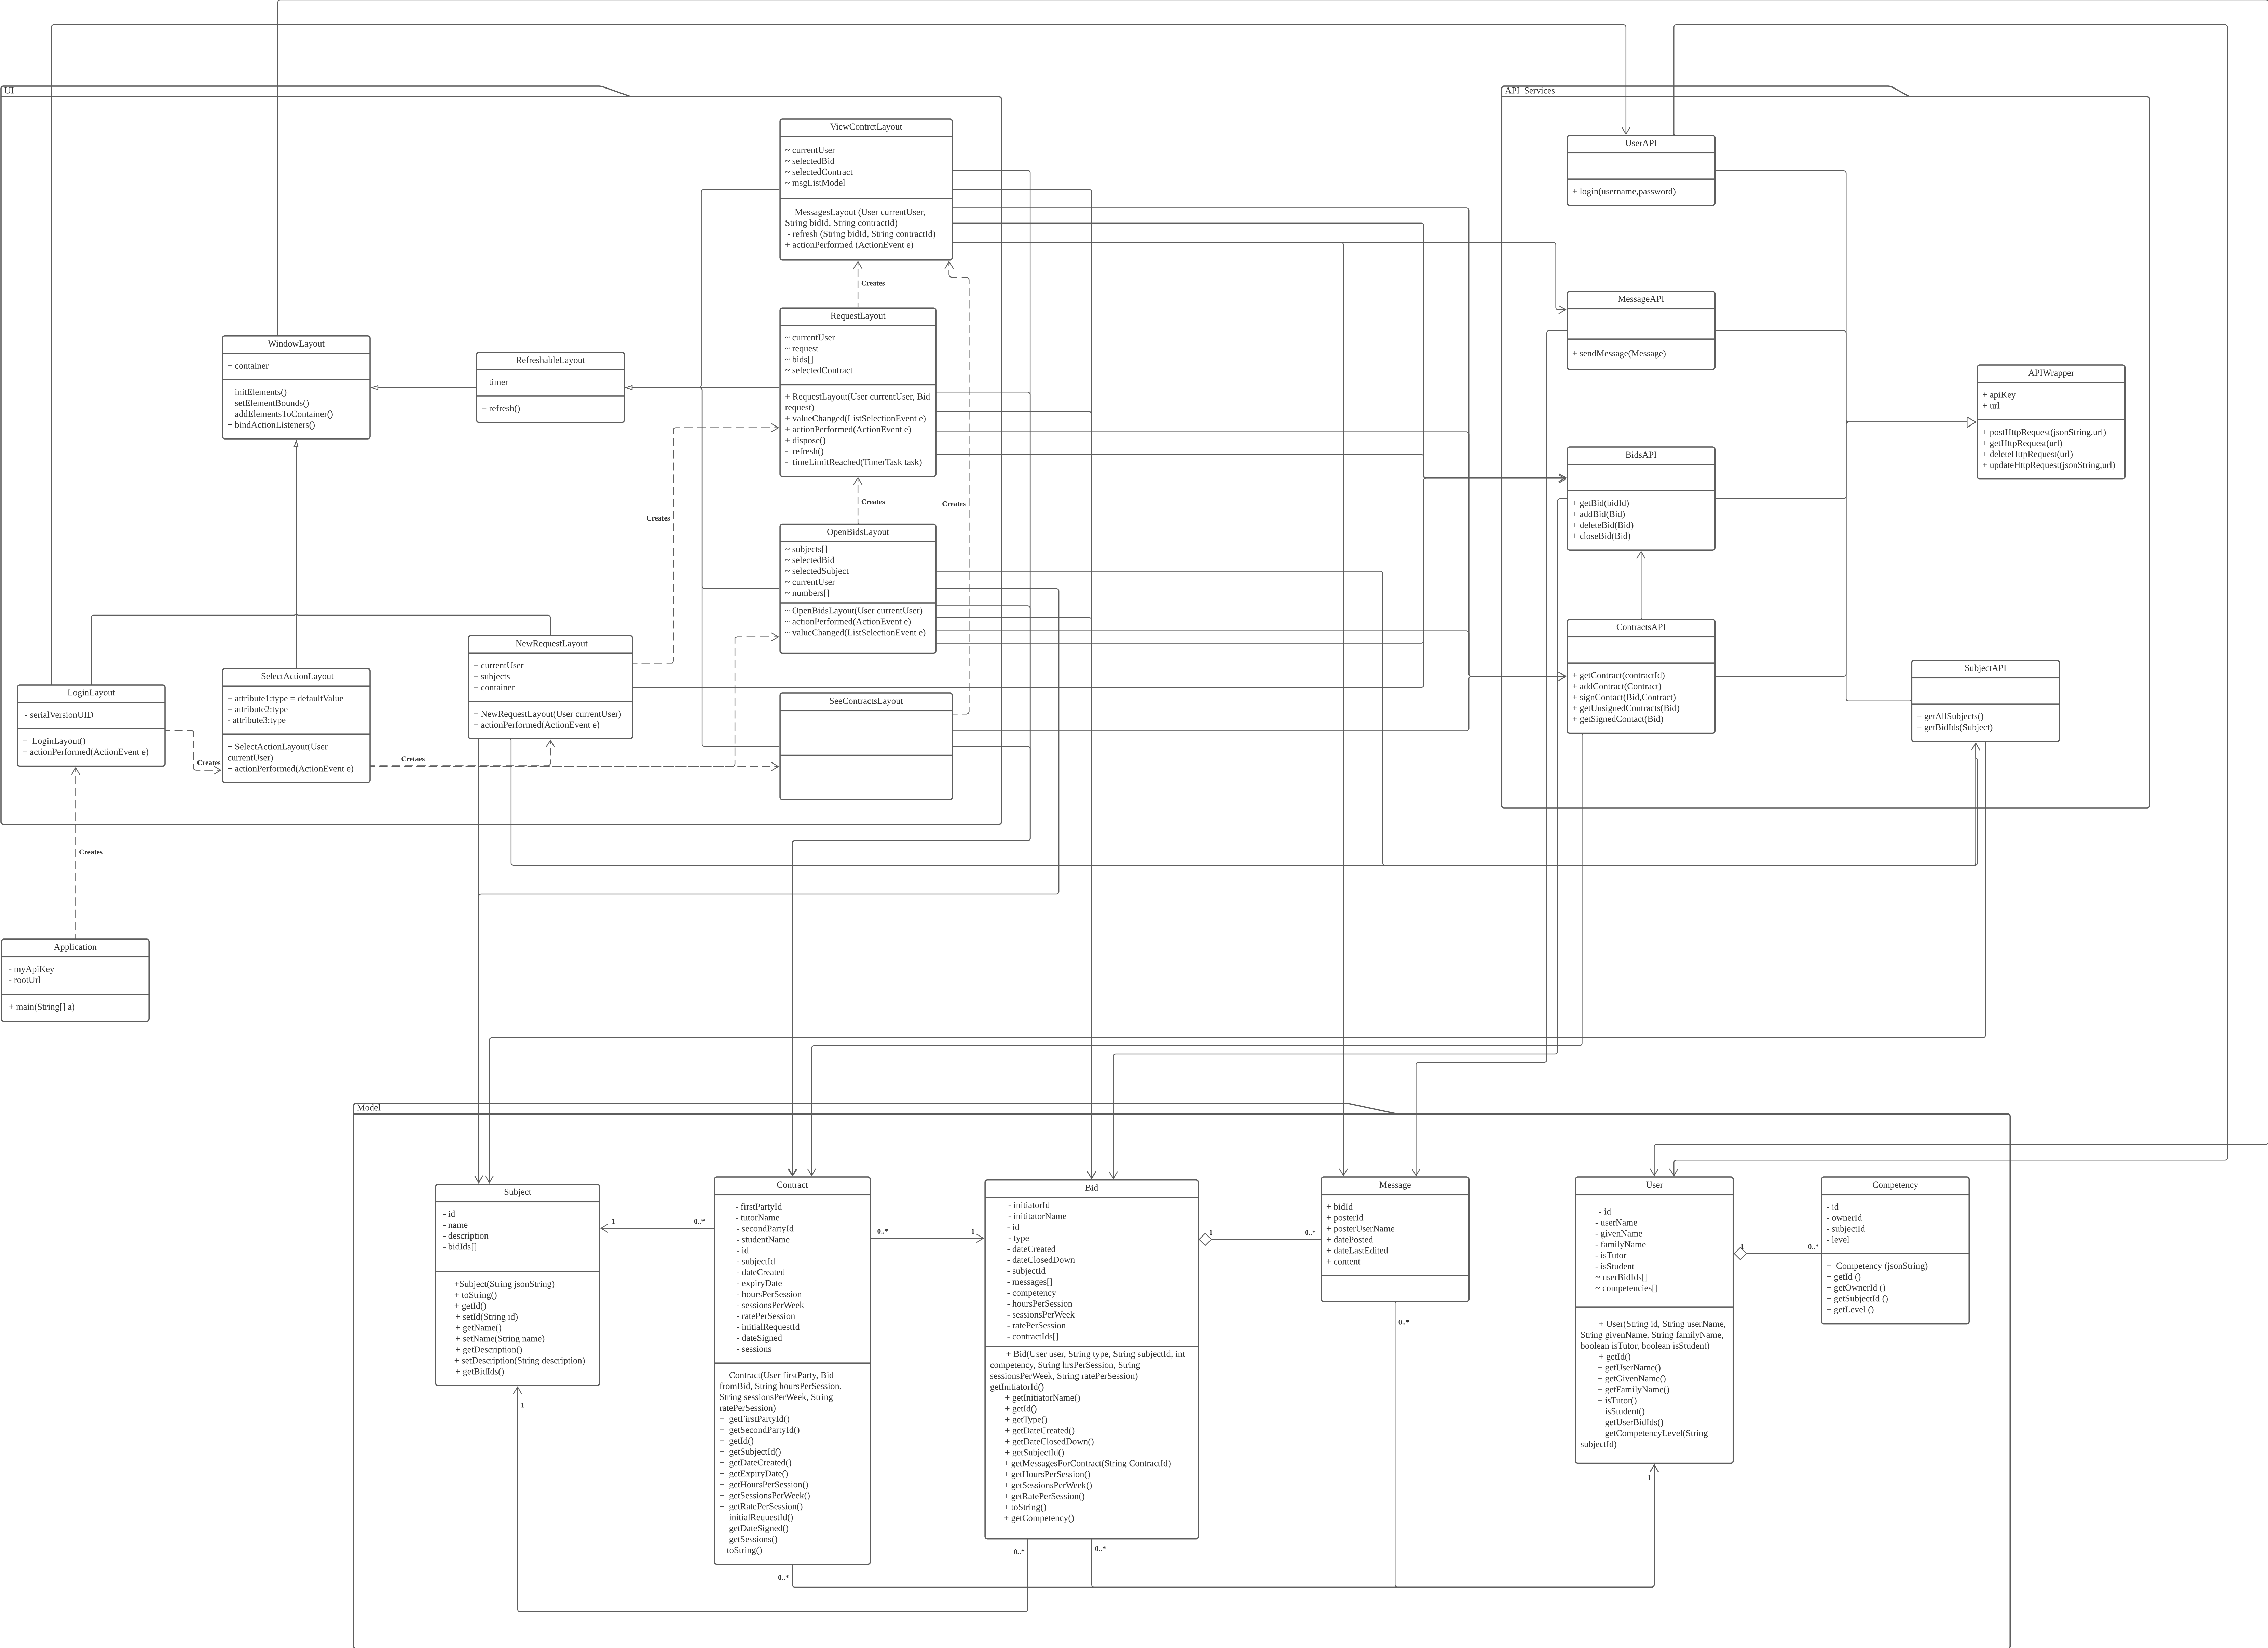 UI
ViewContrctLayout
~ currentUser
~ selectedBid
~ selectedContract
~ msgListModel
+ MessagesLayout (User currentUser,
String bidId, String contractId)
- refresh (String bidId, String contractId)
+ actionPerformed (ActionEvent e)
Creates
RequestLayout
~ currentUser
~ request
~ bids[]
~ selectedContract
+ RequestLayout(User currentUser, Bid
request)
+ valueChanged(ListSelectionEvent e)
+ actionPerformed(ActionEvent e)
+ dispose()
- refresh()
- timeLimitReached(TimerTask task)
WindowLayout
+ container
+ initElements()
+ setElementBounds()
+ addElementsToContainer()
+ bindActionListeners()
RefreshableLayout
+ timer
+ refresh()
Creates
Creates
Creates
OpenBidsLayout
~ subjects[]
~ selectedBid
~ selectedSubject
~ currentUser
~ numbers[]
~ OpenBidsLayout(User currentUser)
~ actionPerformed(ActionEvent e)
~ valueChanged(ListSelectionEvent e)
NewRequestLayout
+ currentUser
+ subjects
+ container
+ NewRequestLayout(User currentUser)
+ actionPerformed(ActionEvent e)
SelectActionLayout
+ attribute1:type = defaultValue
+ attribute2:type
- attribute3:type
+ SelectActionLayout(User
currentUser)
+ actionPerformed(ActionEvent e)
LoginLayout
- serialVersionUID
+ LoginLayout()
+ actionPerformed(ActionEvent e)
Creates
Cretaes
SeeContractsLayout
Creates
Application
- myApiKey
- rootUrl
+ main(String[] a)
API Services
UserAPI
+ login(username,password)
MessageAPI
+ sendMessage(Message)
APIWrapper
+ apiKey
+ url
+ postHttpRequest(jsonString,url)
+ getHttpRequest(url)
+ deleteHttpRequest(url)
+ updateHttpRequest(jsonString,url)
BidsAPI
+ getBid(bidId)
+ addBid(Bid)
+ deleteBid(Bid)
+ closeBid(Bid)
ContractsAPI
+ getContract(contractId)
+ addContract(Contract)
+ signContact(Bid,Contract)
+ getUnsignedContracts(Bid)
+ getSignedContact(Bid)
SubjectAPI
+ getAllSubjects()
+ getBidIds(Subject)
Model
Subject
- id
- name
- description
- bidIds[]
+Subject(String jsonString)
+ toString()
+ getId()
+ setId(String id)
+ getName()
+ setName(String name)
+ getDescription()
+ setDescription(String description)
+ getBidIds()
1
1
0..*
Contract
- firstPartyId
- tutorName
- secondPartyId
- studentName
- id
- subjectId
- dateCreated
- expiryDate
- hoursPerSession
- sessionsPerWeek
- ratePerSession
- initialRequestId
- dateSigned
- sessions
+ Contract(User firstParty, Bid
fromBid, String hoursPerSession,
String sessionsPerWeek, String
ratePerSession)
+ getFirstPartyId()
+ getSecondPartyId()
+ getId()
+ getSubjectId()
+ getDateCreated()
+ getExpiryDate()
+ getHoursPerSession()
+ getSessionsPerWeek()
+ getRatePerSession()
+ initialRequestId()
+ getDateSigned()
+ getSessions()
+ toString()
0..*
0..*
1
Bid
- initiatorId
- inititatorName
- id
- type
- dateCreated
- dateClosedDown
- subjectId
- messages[]
- competency
- hoursPerSession
- sessionsPerWeek
- ratePerSession
- contractIds[]
+ Bid(User user, String type, String subjectId, int
competency, String hrsPerSession, String
sessionsPerWeek, String ratePerSession)
getInitiatorId()
+ getInitiatorName()
+ getId()
+ getType()
+ getDateCreated()
+ getDateClosedDown()
+ getSubjectId()
+ getMessagesForContract(String ContractId)
+ getHoursPerSession()
+ getSessionsPerWeek()
+ getRatePerSession()
+ toString()
+ getCompetency()
0..*
0..*
1
0..*
Message
+ bidId
+ posterId
+ posterUserName
+ datePosted
+ dateLastEdited
+ content
0..*
User
- id
- userName
- givenName
- familyName
- isTutor
- isStudent
~ userBidIds[]
~ competencies[]
+ User(String id, String userName,
String givenName, String familyName,
boolean isTutor, boolean isStudent)
+ getId()
+ getUserName()
+ getGivenName()
+ getFamilyName()
+ isTutor()
+ isStudent()
+ getUserBidIds()
+ getCompetencyLevel(String
subjectId)
1
1
0..*
Competency
- id
- ownerId
- subjectId
- level
+ Competency (jsonString)
+ getId ()
+ getOwnerId ()
+ getSubjectId ()
+ getLevel ()